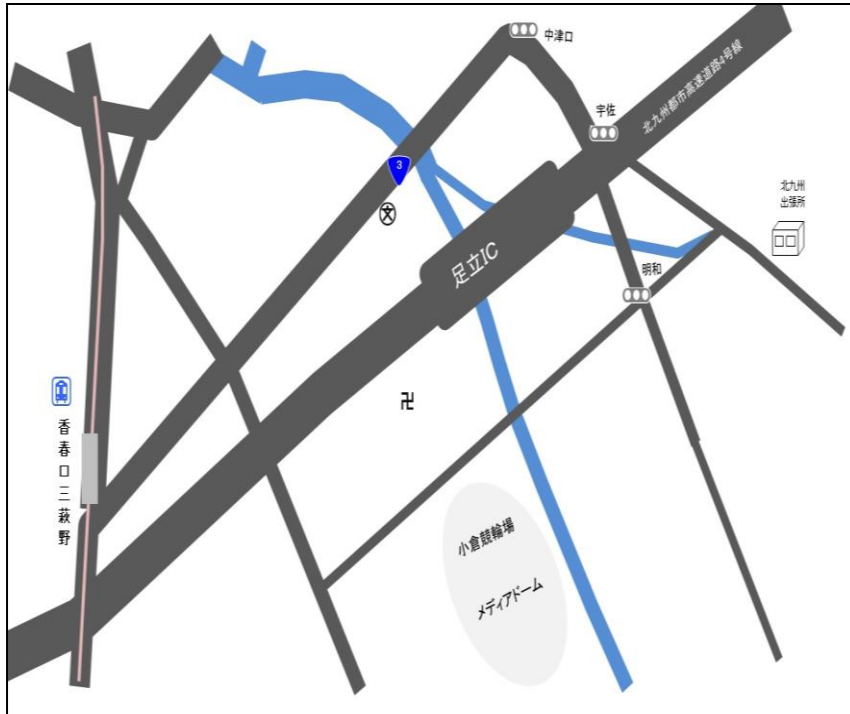 中津口
北九州都市高速道路4号線
宇佐
3
文
北九州
出張所
足立IC
明和
卍
香春口三萩野
小倉競輪場
メディアドーム